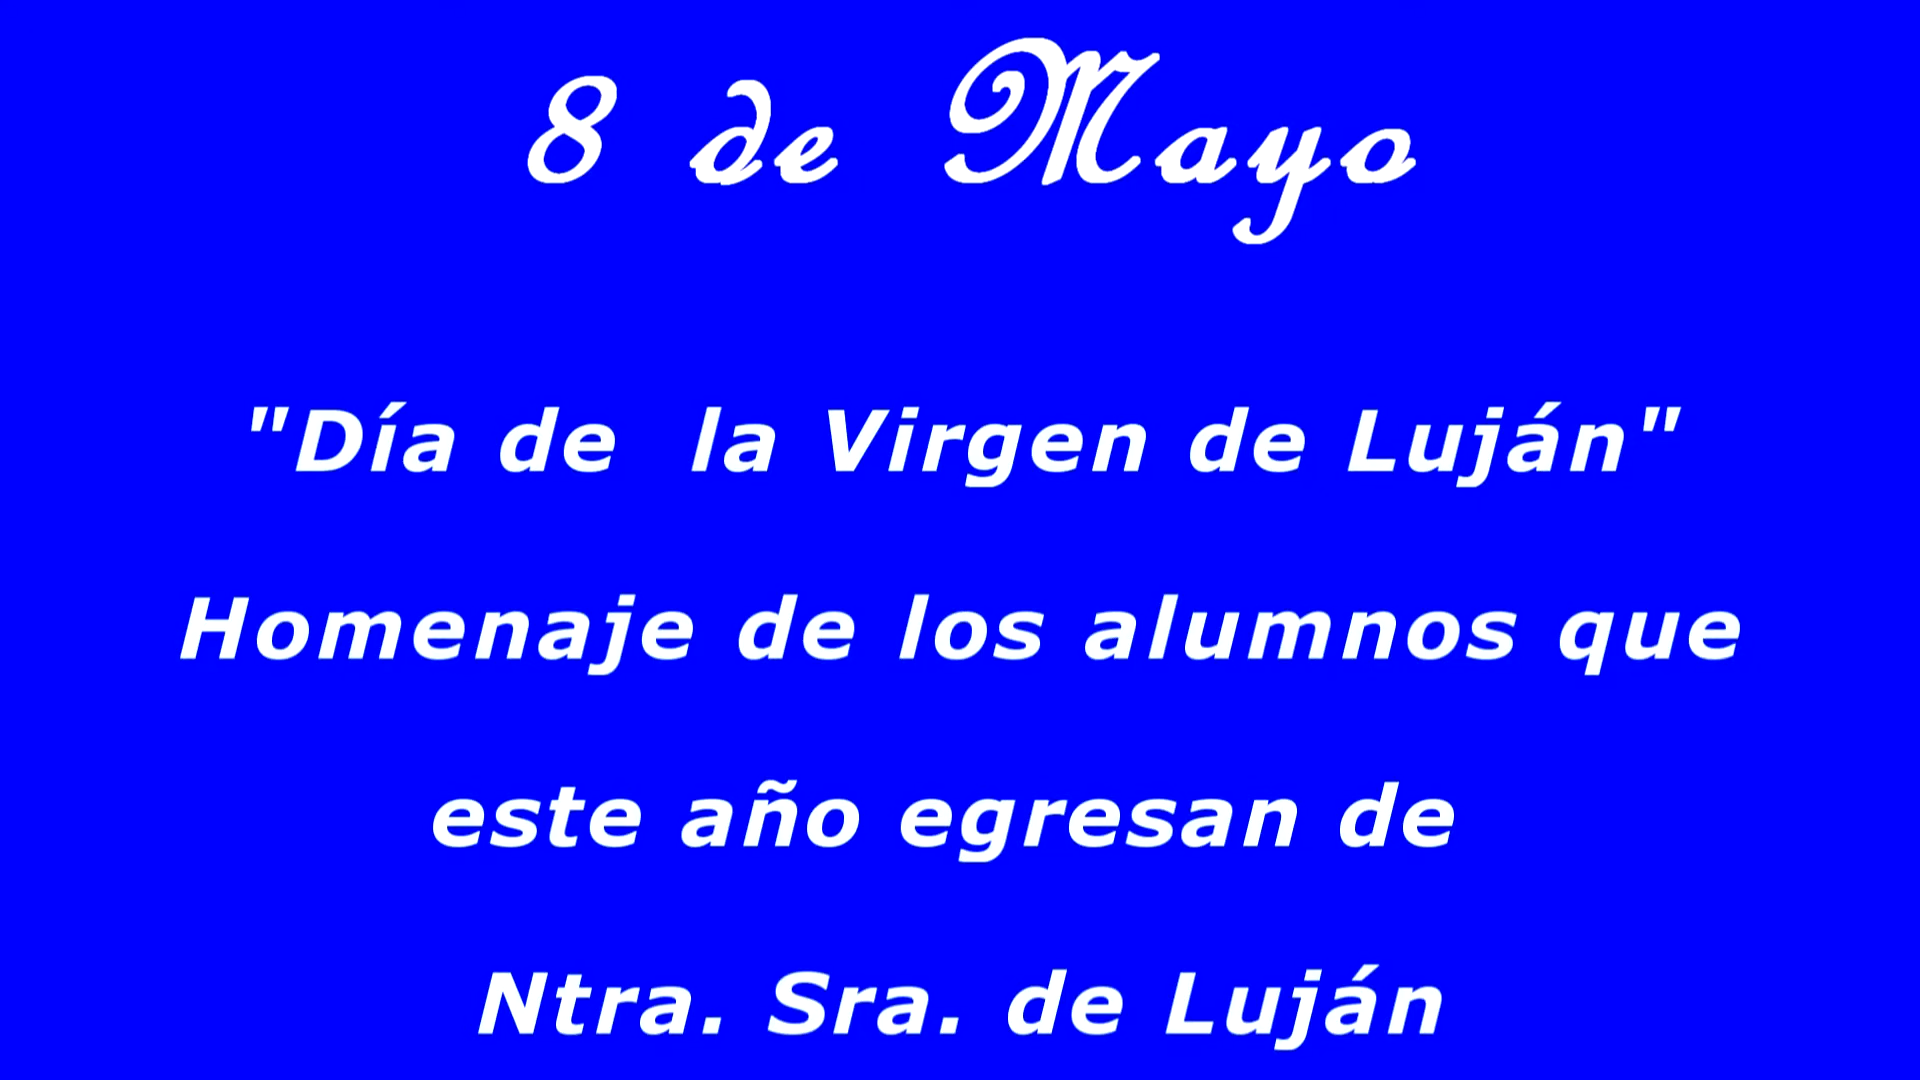 8 de Mayo
"Día de  la Virgen de Luján"
Homenaje de los alumnos que
este año egresan de
Ntra. Sra. de Luján